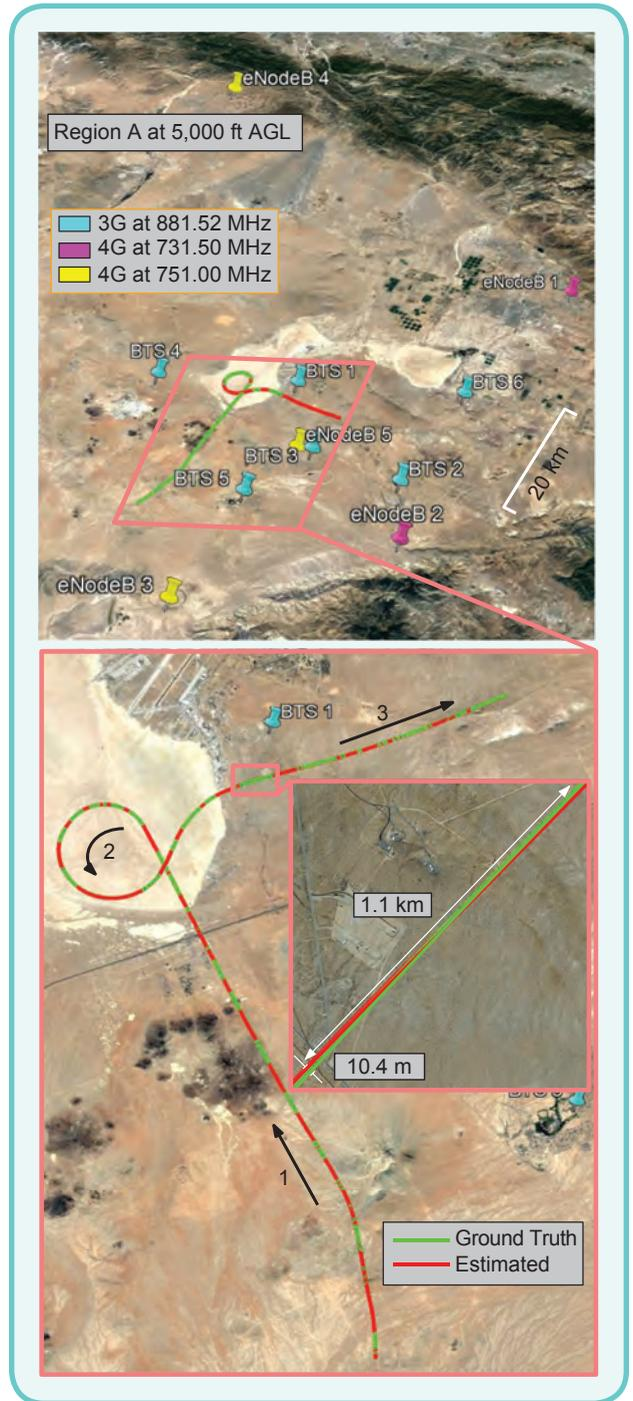 eNodeB 4
Region A at 5,000 ft AGL
3G at 881.52 MHz
4G at 731.50 MHz
4G at 751.00 MHz
eNodeB 1
BTS 4
BTS 1
BTS 6
eNodeB 5
BTS 3
BTS 2
BTS 5
20 km
eNodeB 2
eNodeB 3
BTS 1
3
2
1.1 km
10.4 m
1
Ground Truth
Estimated